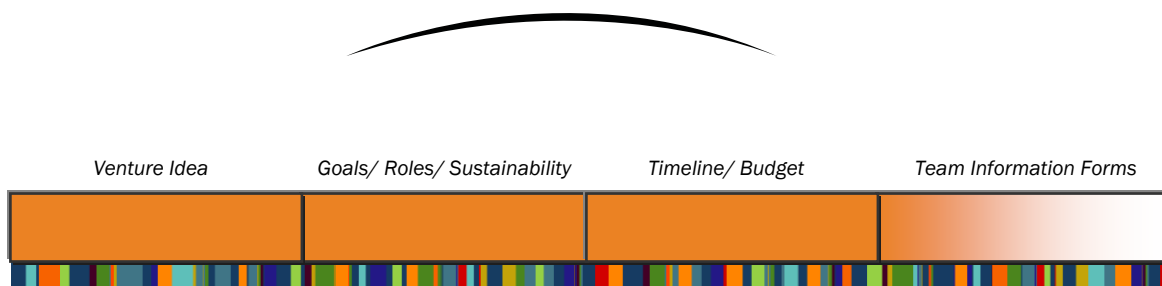 Venture Idea
Goals/ Roles/ Sustainability
Timeline/ Budget
Team Information Forms